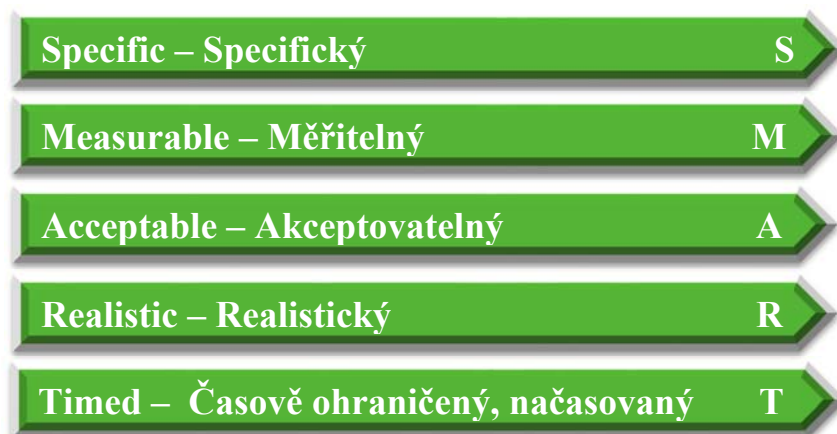 Specific – Specifický S
Measurable – Měřitelný M
Acceptable – Akceptovatelný A
Realistic – Realistický R
Timed – Časově ohraničený, načasovaný T